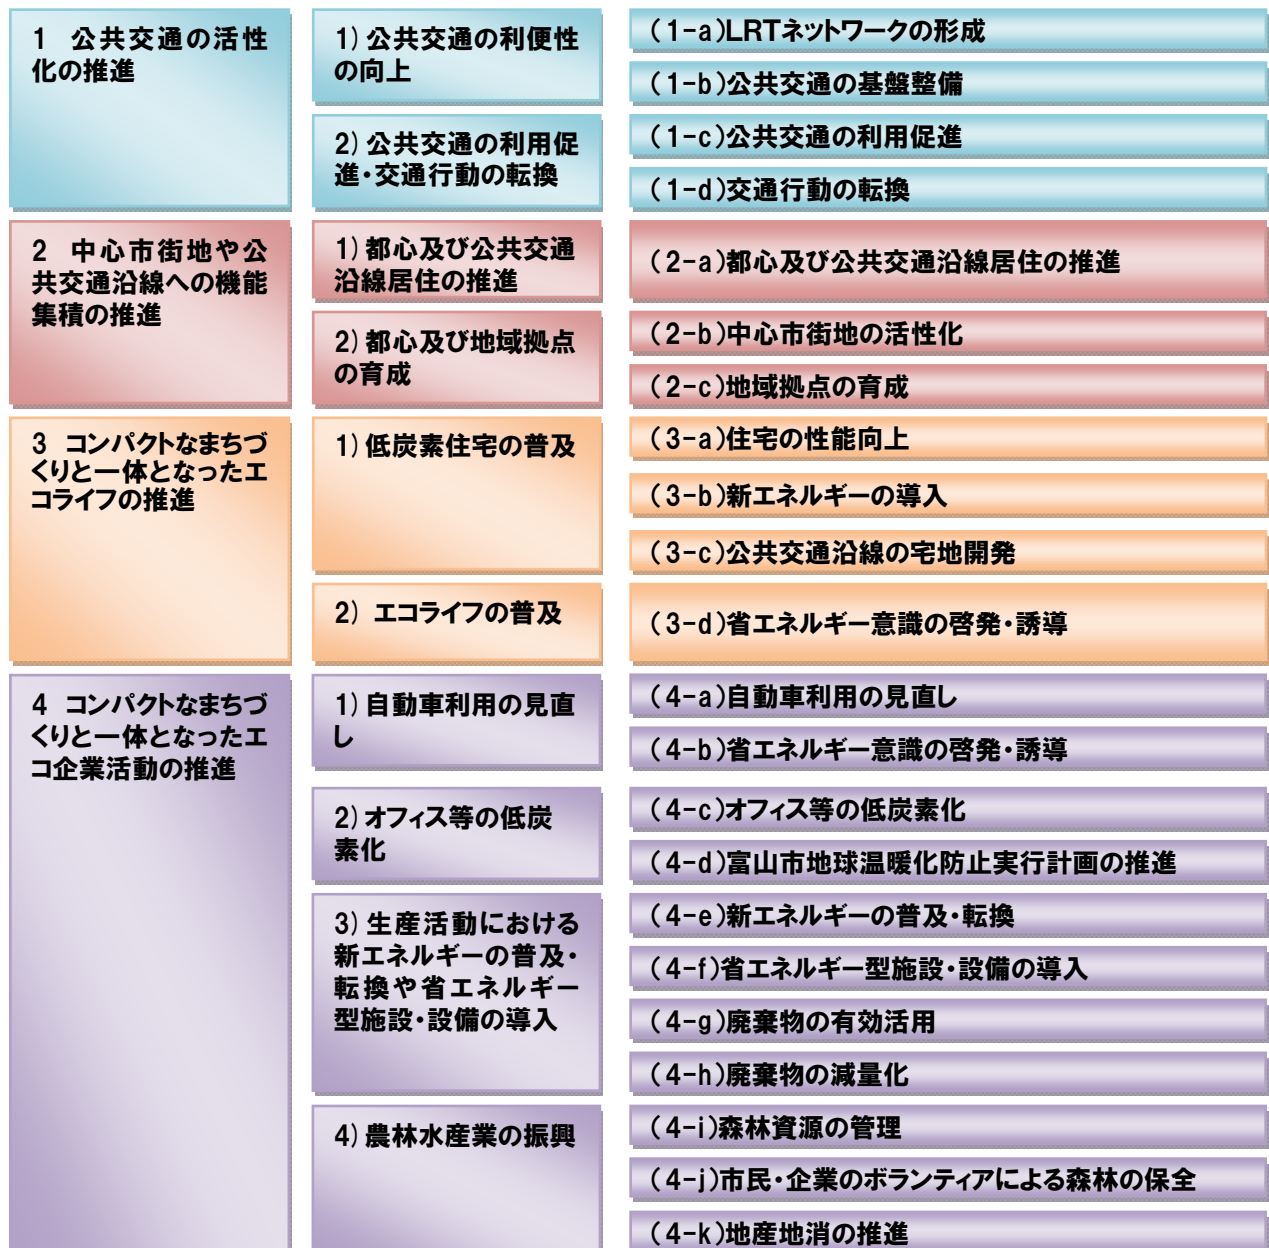 1 公共交通の活性
化の推進
1)公共交通の利便性
の向上
(1-a)LRTネットワークの形成
(1-b)公共交通の基盤整備
2)公共交通の利用促
進・交通行動の転換
(1-c)公共交通の利用促進
(1-d)交通行動の転換
2 中心市街地や公
共交通沿線への機能
集積の推進
1)都心及び公共交通
沿線居住の推進
(2-a)都心及び公共交通沿線居住の推進
2)都心及び地域拠点
の育成
(2-b)中心市街地の活性化
(2-c)地域拠点の育成
3 コンパクトなまちづ
くりと一体となったエ
コライフの推進
1)低炭素住宅の普及
(3-a)住宅の性能向上
(3-b)新エネルギーの導入
(3-c)公共交通沿線の宅地開発
2) エコライフの普及
(3-d)省エネルギー意識の啓発・誘導
4 コンパクトなまちづ
くりと一体となったエ
コ企業活動の推進
1)自動車利用の見直
し
(4-a)自動車利用の見直し
(4-b)省エネルギー意識の啓発・誘導
2)オフィス等の低炭
素化
(4-c)オフィス等の低炭素化
(4-d)富山市地球温暖化防止実行計画の推進
3)生産活動における
新エネルギーの普及・
転換や省エネルギー
型施設・設備の導入
(4-e)新エネルギーの普及・転換
(4-f)省エネルギー型施設・設備の導入
(4-g)廃棄物の有効活用
(4-h)廃棄物の減量化
4)農林水産業の振興
(4-i)森林資源の管理
(4-j)市民・企業のボランティアによる森林の保全
(4-k)地産地消の推進